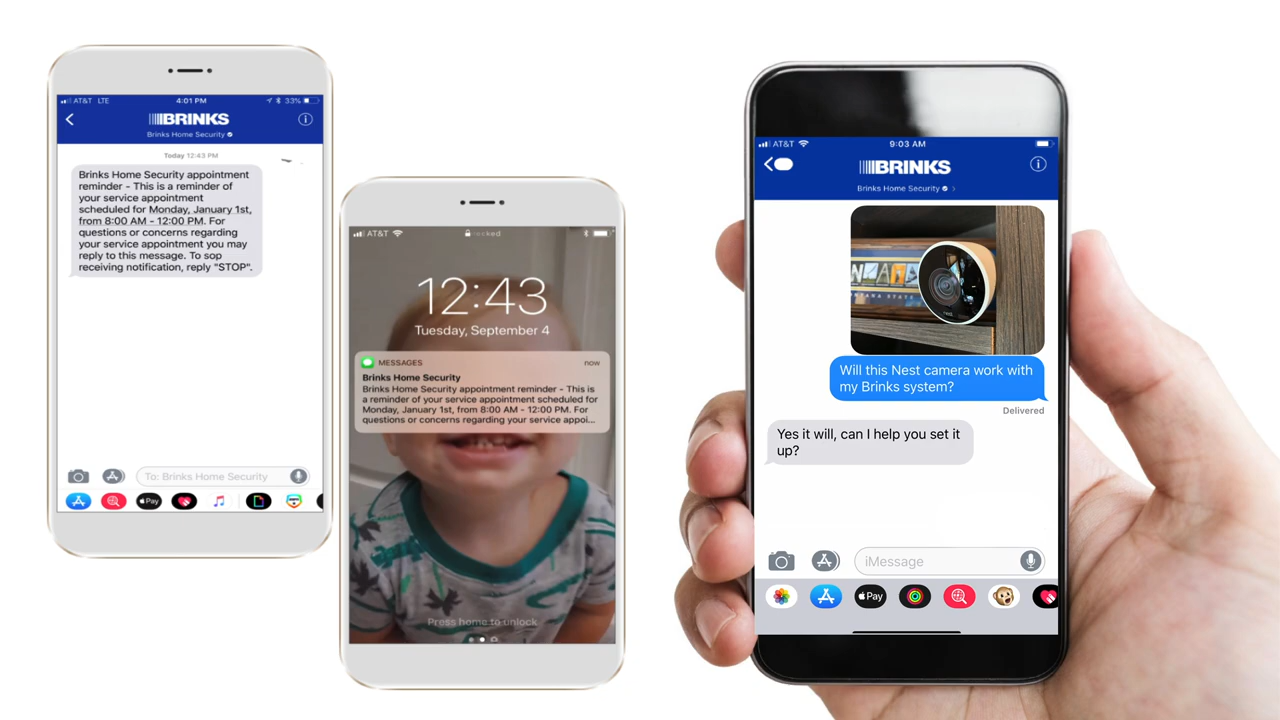 AT&T LTE 4:01 PM 33%
BRINKS
Brinks Home Security
Today 12:43 PM
Brinks Home Security appointment
reminder - This is a reminder of
your service appointment
scheduled for Monday, January 1st,
from 8:00 AM - 12:00 PM. For
questions or concerns regarding
your service appointment you may
reply to this message. To sop
receiving notification, reply "STOP".
To: Brinks Home Security
Pay
AT&T
12:43
Tuesday, September 4
MESSAGES now
Brinks Home Security
Brinks Home Security appointment reminder - This is
a reminder of your service appointment scheduled for
Monday, January 1st, from 8:00 AM - 12:00 PM. For
questions or concerns regarding your service appoi...
Press home to unlock
AT&T 9:03 AM
BRINKS
Brinks Home Security
nest
Will this Nest camera work with
my Brinks system?
Delivered
Yes it will, can I help you set it
up?
iMessage
Pay